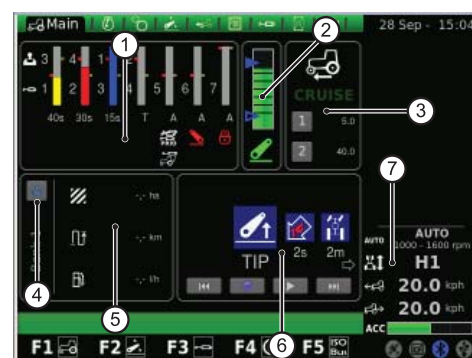 Main
28 Sep - 15:04
1
2
3
4
5
6
7
3 4 1
1 2 3 4 5 6 7
40s 30s 15s T A A A
PRIO
CRUISE
1 5.0
2 40.0
-,- ha
-,- km
-,- l/h
TIP 2s 2m
AUTO
AUTO 1000 - 1600 rpm
H1
20.0 kph
20.0 kph
ACC
F1 F2 F3 F4 F5 ISO Bus